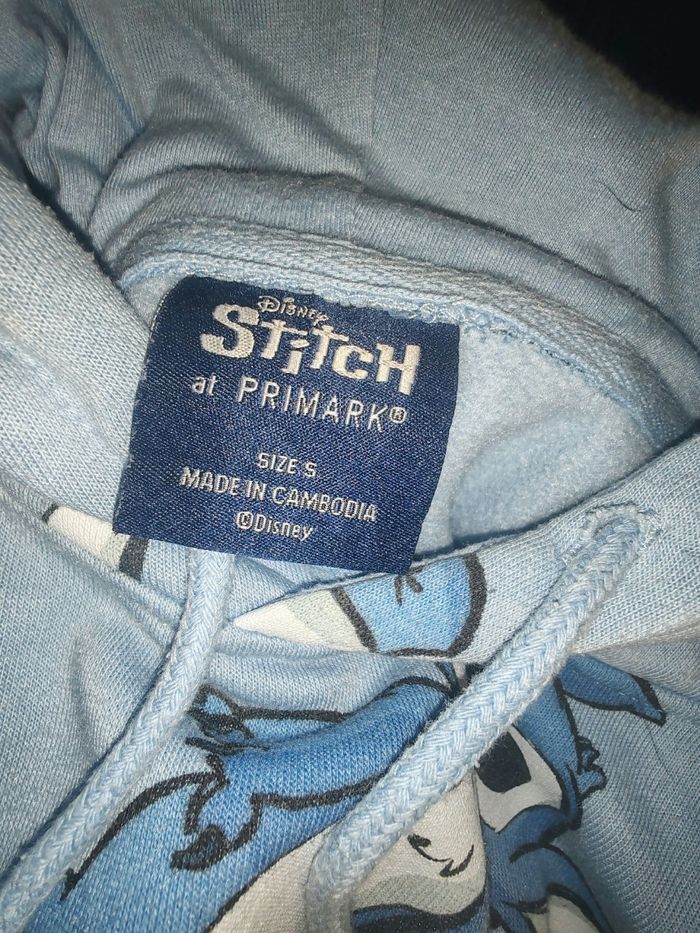 Disney
STiTCH
at PRIMARK®
SIZE S
MADE IN CAMBODIA
©Disney